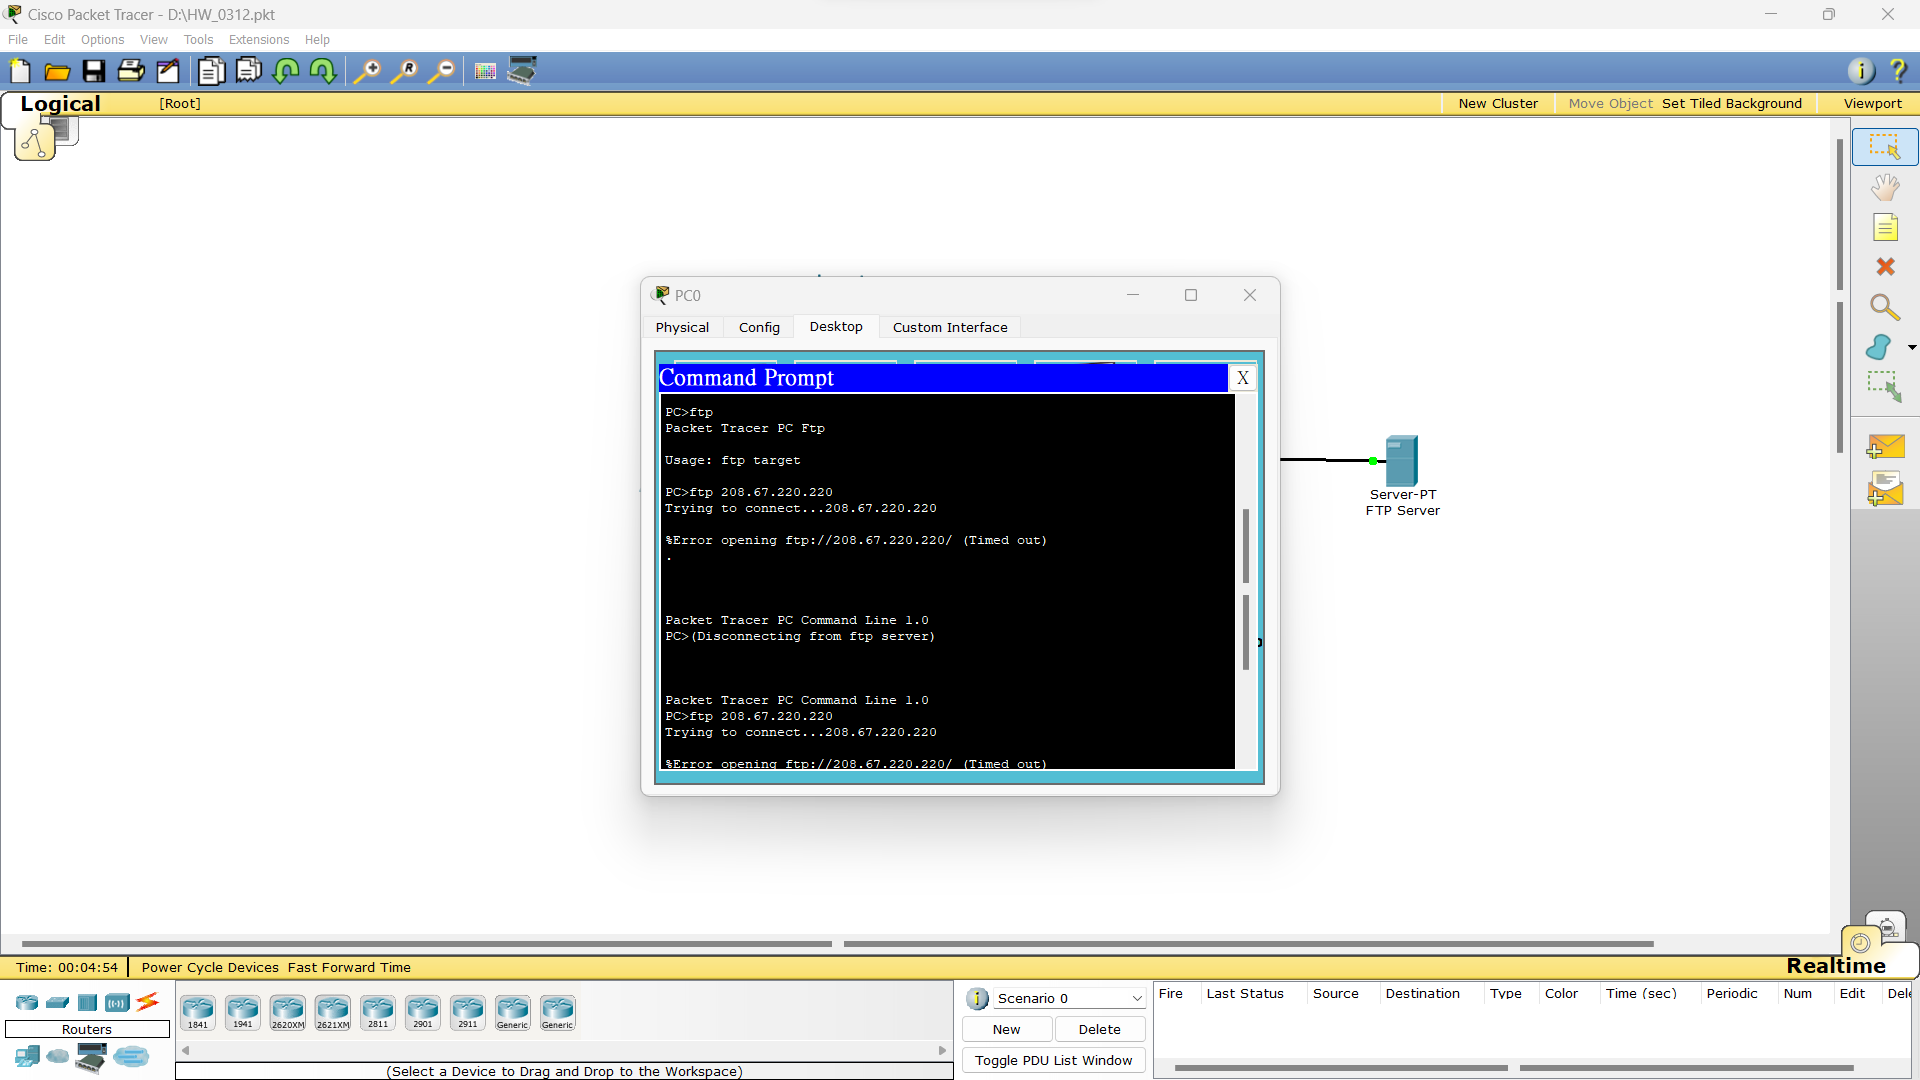 Cisco Packet Tracer - D:\HW_0312.pkt
File Edit Options View Tools Extensions Help
Logical [Root] New Cluster Move Object Set Tiled Background Viewport
PC0
Physical Config Desktop Custom Interface
Command Prompt X
PC>ftp
Packet Tracer PC Ftp
Usage: ftp target
PC>ftp 208.67.220.220
Trying to connect...208.67.220.220
%Error opening ftp://208.67.220.220/ (Timed out)
.
Packet Tracer PC Command Line 1.0
PC>(Disconnecting from ftp server)
Packet Tracer PC Command Line 1.0
PC>ftp 208.67.220.220
Trying to connect...208.67.220.220
%Error opening ftp://208.67.220.220/ (Timed out)
Server-PT
FTP Server
Time: 00:04:54 Power Cycle Devices Fast Forward Time Realtime
Routers
1841 1941 2620XM 2621XM 2811 2901 2911 Generic Generic
(Select a Device to Drag and Drop to the Workspace)
Scenario 0
New Delete
Toggle PDU List Window
Fire Last Status Source Destination Type Color Time (sec) Periodic Num Edit